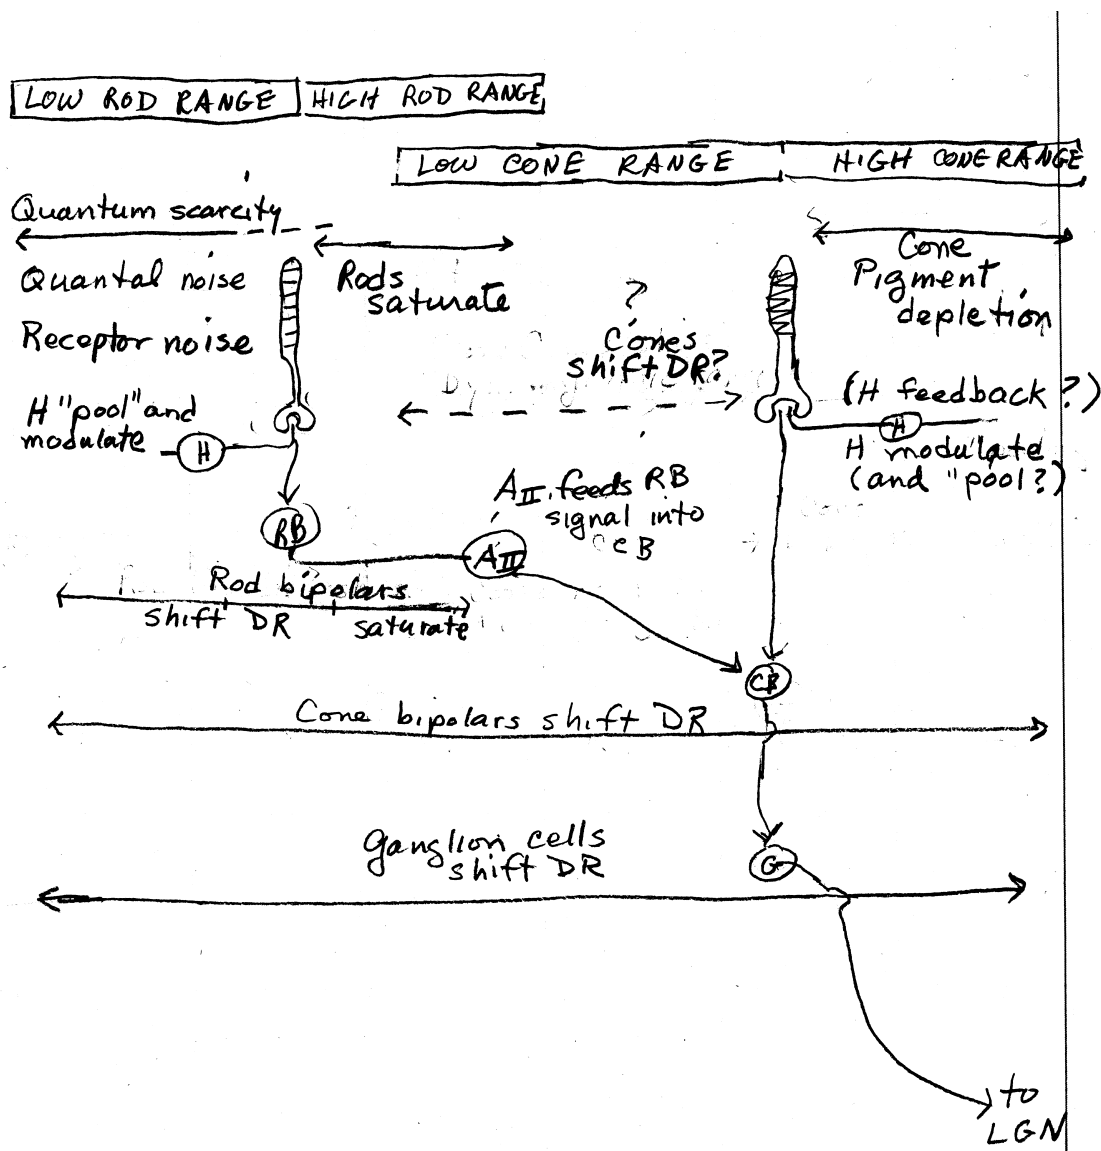 LOW ROD RANGE HIGH ROD RANGE
LOW CONE RANGE HIGH CONE RANGE
Quantum scarcity
Quantal noise
Receptor noise
H "pool" and
modulate
H
Rods
saturate
?
Cones
shift DR?
Cone
Pigment
depletion
(H feedback?)
H
H modulate
(and "pool?)
RB
AII feeds RB
signal into
CB
AII
Rod bipolars
shift DR saturate
CB
Cone bipolars shift DR
Ganglion cells
shift DR
G
to
LGN